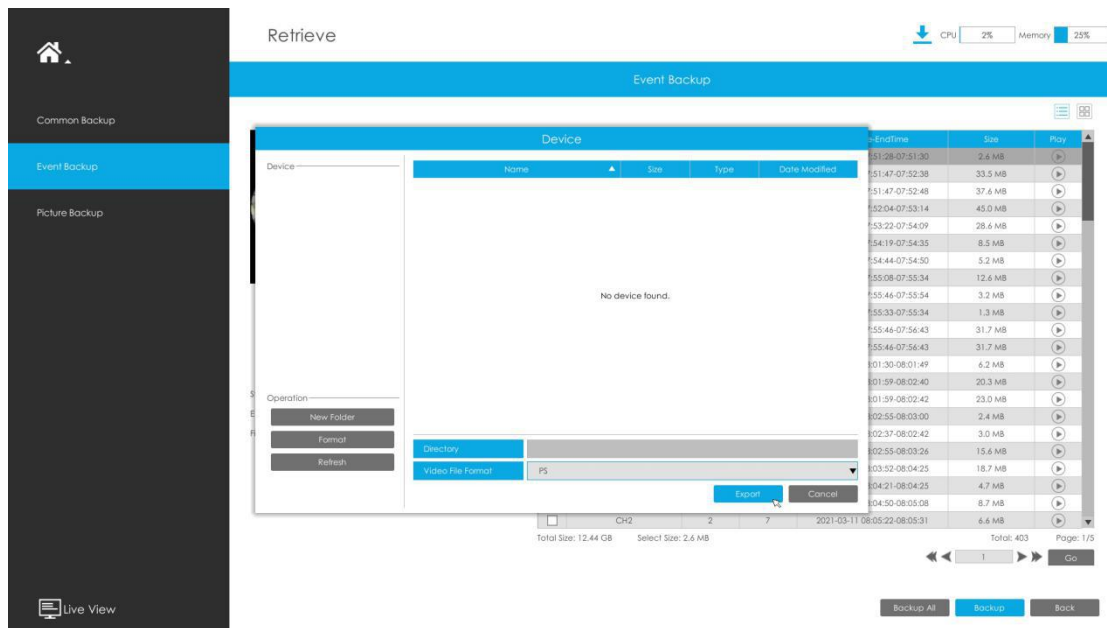 Retrieve
CPU 2% Memory 25%
Event Backup
Common Backup
Event Backup
Picture Backup
Live View
Device
Device
Name Size Type Date Modified
No device found.
Operation
New Folder
Format
Refresh
Directory
Video File Format PS
Export Cancel
-EndTime Size Play
:51:28-07:51:30 2.6 MB
:51:47-07:52:38 33.5 MB
:51:47-07:52:48 37.6 MB
:52:04-07:53:14 45.0 MB
:53:22-07:54:09 28.6 MB
:54:19-07:54:35 8.5 MB
:54:44-07:54:50 5.2 MB
:55:08-07:55:34 12.6 MB
:55:46-07:55:54 3.2 MB
:55:33-07:55:34 1.3 MB
:55:46-07:56:43 31.7 MB
:55:46-07:56:43 31.7 MB
:01:30-08:01:49 6.2 MB
:01:59-08:02:40 20.3 MB
:01:59-08:02:42 23.0 MB
:02:55-08:03:00 2.4 MB
:02:37-08:02:42 3.0 MB
:02:55-08:03:26 15.6 MB
:03:52-08:04:25 18.7 MB
:04:21-08:04:25 4.7 MB
:04:50-08:05:08 8.7 MB
CH2 2 7 2021-03-11 08:05:22-08:05:31 6.6 MB
Total Size: 12.44 GB Select Size: 2.6 MB Total: 403 Page: 1/5
1 Go
Backup All Backup Back